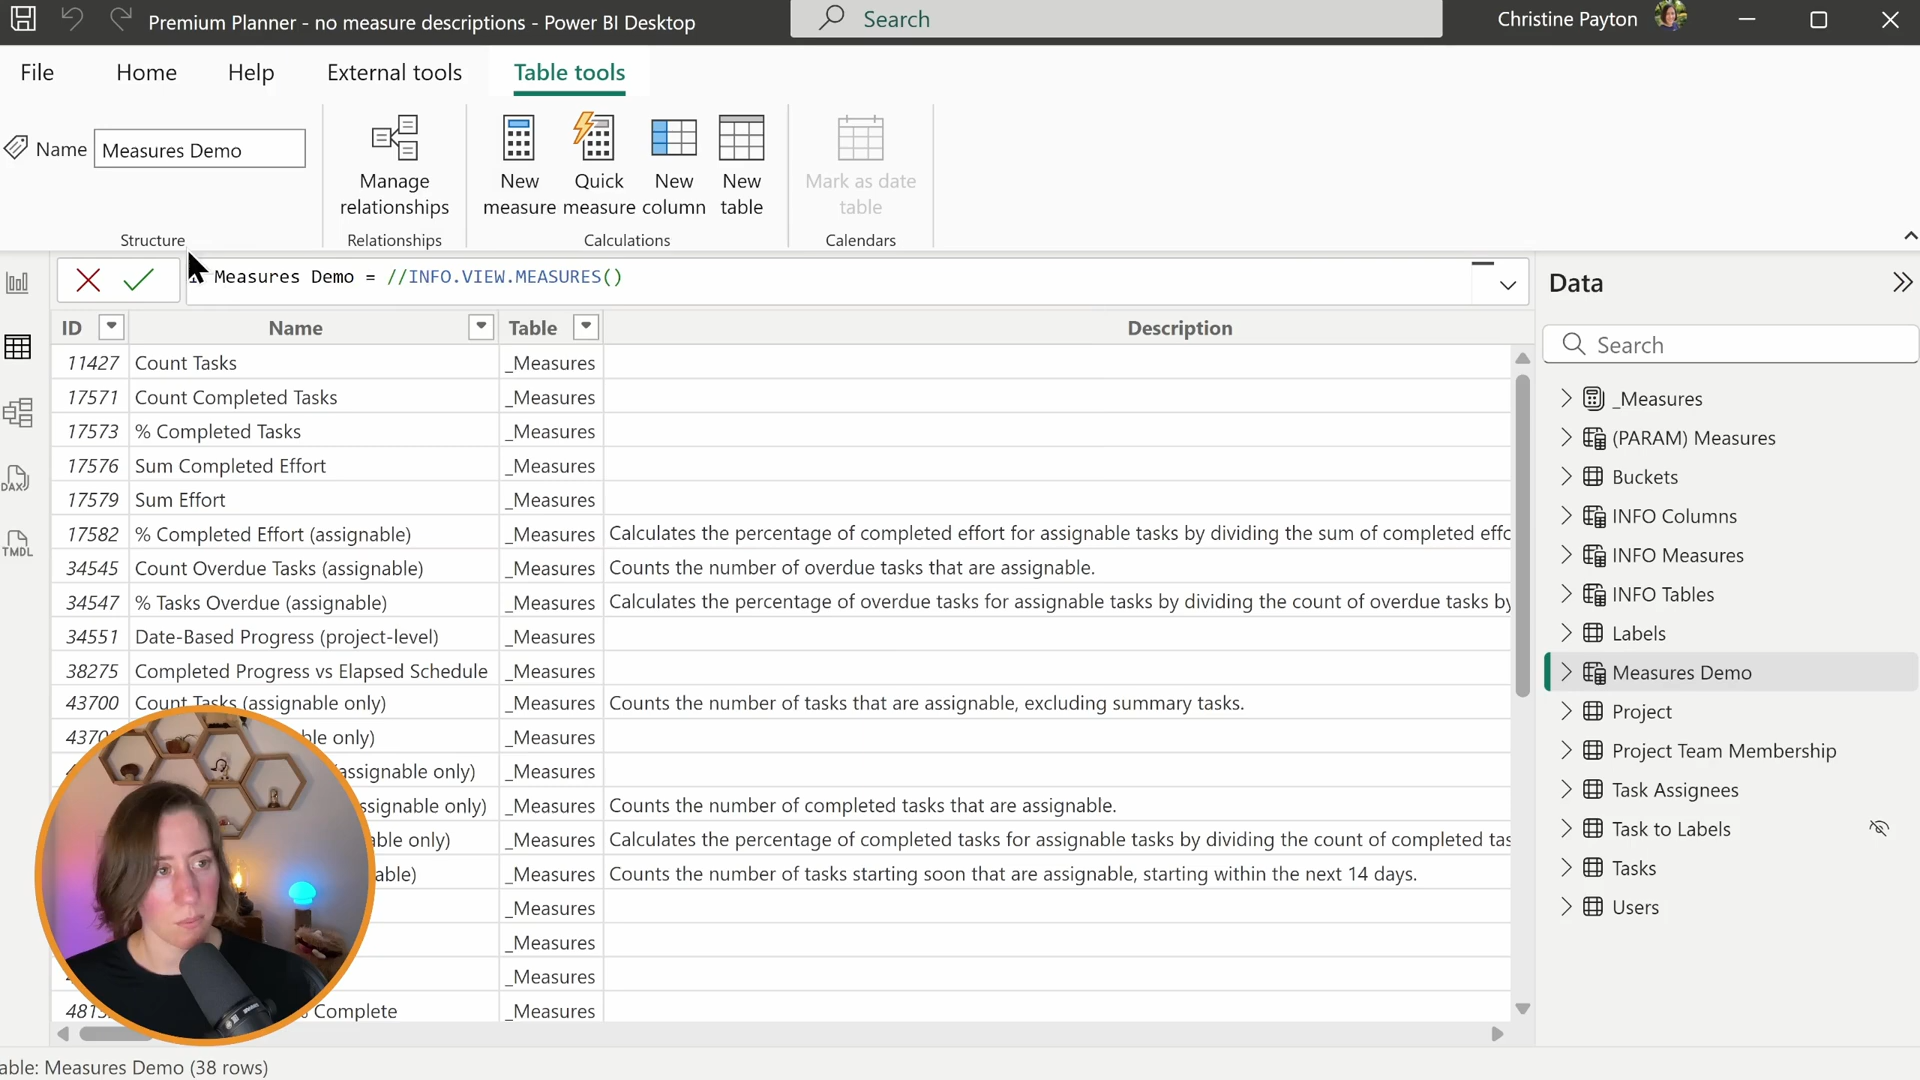 Premium Planner - no measure descriptions - Power BI Desktop
Search
Christine Payton
File Home Help External tools Table tools
Name Measures Demo
Manage relationships
New measure
Quick measure
New column
New table
Mark as date table
Structure Relationships Calculations Calendars
Measures Demo = //INFO.VIEW.MEASURES()
ID Name Table Description
11427 Count Tasks _Measures
17571 Count Completed Tasks _Measures
17573 % Completed Tasks _Measures
17576 Sum Completed Effort _Measures
17579 Sum Effort _Measures
17582 % Completed Effort (assignable) _Measures Calculates the percentage of completed effort for assignable tasks by dividing the sum of completed effo
34545 Count Overdue Tasks (assignable) _Measures Counts the number of overdue tasks that are assignable.
34547 % Tasks Overdue (assignable) _Measures Calculates the percentage of overdue tasks for assignable tasks by dividing the count of overdue tasks by
34551 Date-Based Progress (project-level) _Measures
38275 Completed Progress vs Elapsed Schedule _Measures
43700 Count Tasks (assignable only) _Measures Counts the number of tasks that are assignable, excluding summary tasks.
ble only) _Measures
assignable only) _Measures
ssignable only) _Measures Counts the number of completed tasks that are assignable.
able only) _Measures Calculates the percentage of completed tasks for assignable tasks by dividing the count of completed tas
able) _Measures Counts the number of tasks starting soon that are assignable, starting within the next 14 days.
_Measures
_Measures
_Measures
Complete _Measures
able: Measures Demo (38 rows)
DAX
TMDL
Data
Search
_Measures
(PARAM) Measures
Buckets
INFO Columns
INFO Measures
INFO Tables
Labels
Measures Demo
Project
Project Team Membership
Task Assignees
Task to Labels
Tasks
Users